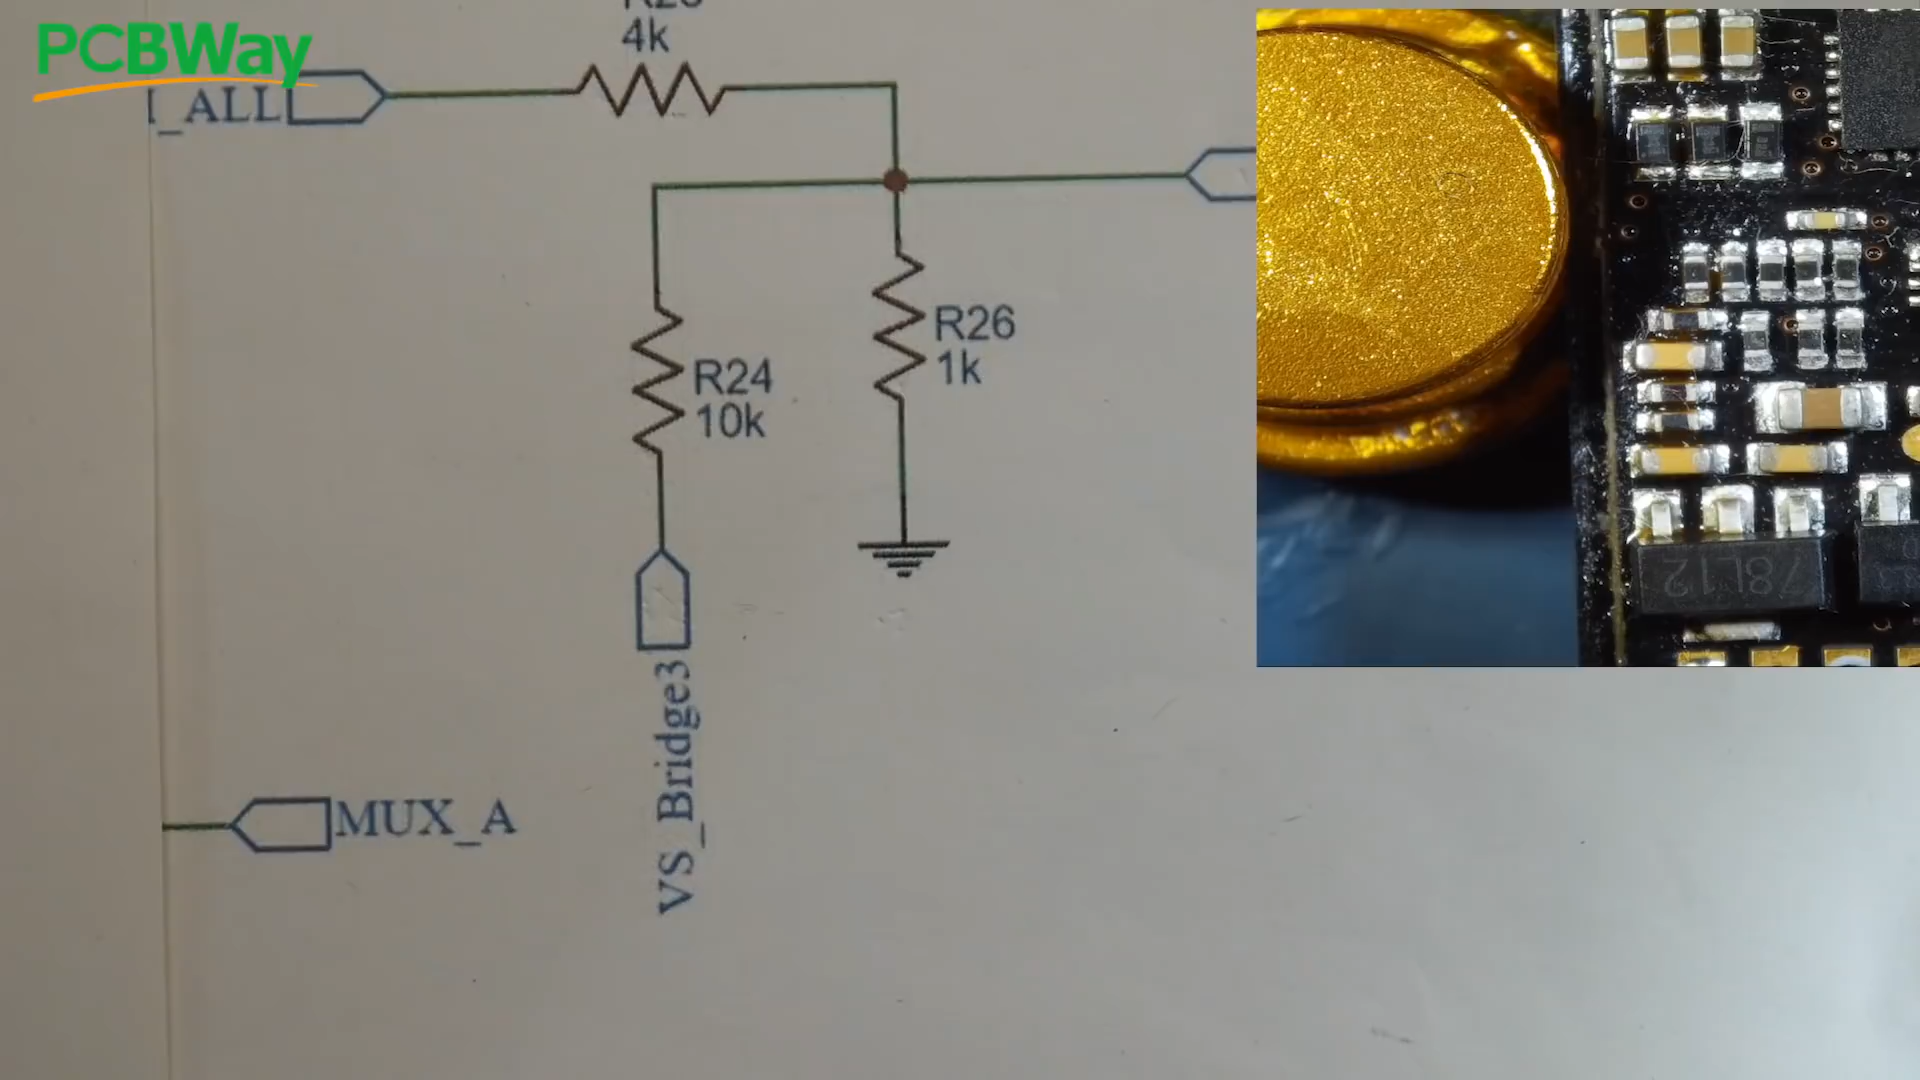 PCBWay
4k
_ALL
R26
1k
R24
10k
VS_Bridge3
MUX_A
78L12